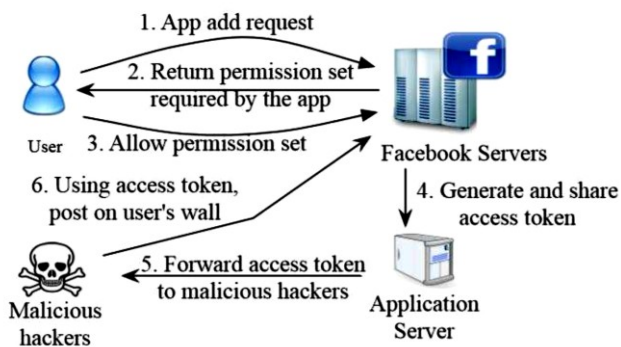 1. App add request
2. Return permission set
required by the app
User
3. Allow permission set
f
Facebook Servers
6. Using access token,
post on user's wall
4. Generate and share
access token
5. Forward access token
to malicious hackers
Malicious
hackers
Application
Server